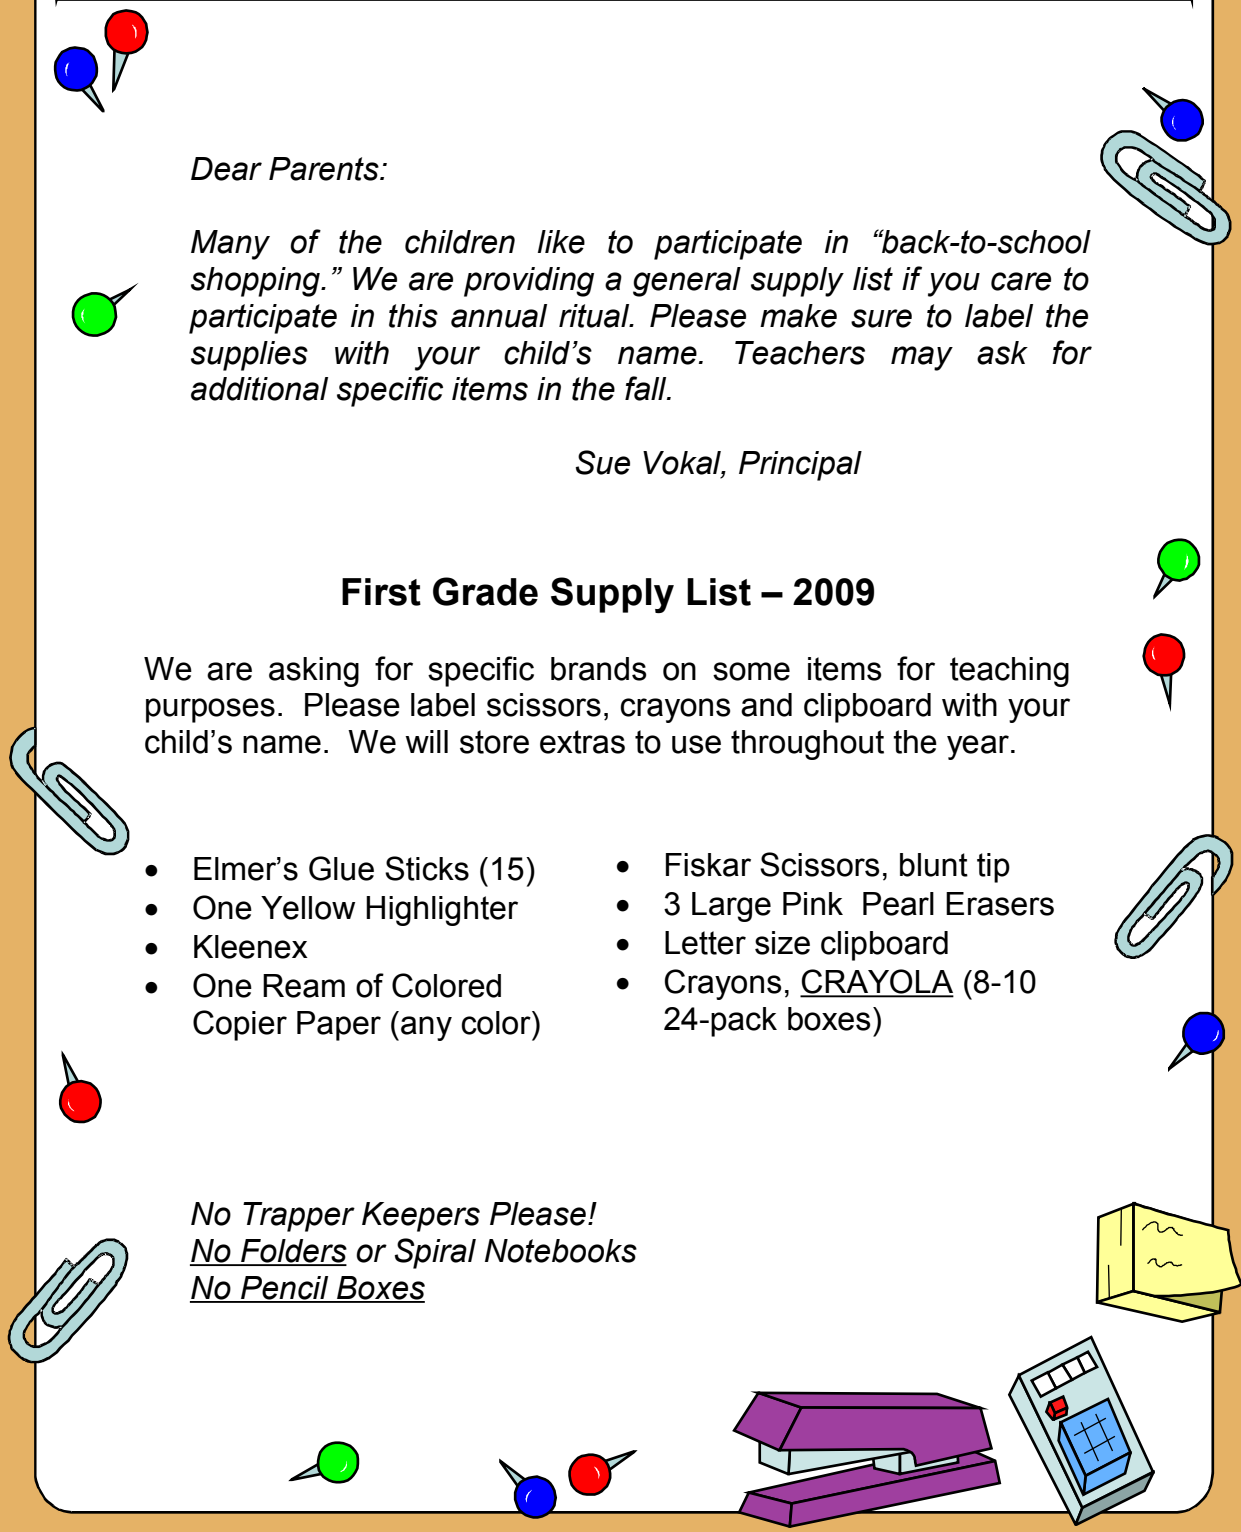 Dear Parents:
Many of the children like to participate in “back-to-school
shopping.” We are providing a general supply list if you care to
participate in this annual ritual. Please make sure to label the
supplies with your child’s name. Teachers may ask for
additional specific items in the fall.
Sue Vokal, Principal
First Grade Supply List – 2009
We are asking for specific brands on some items for teaching
purposes.  Please label scissors, crayons and clipboard with your
child’s name.  We will store extras to use throughout the year.
• Elmer’s Glue Sticks (15)
• One Yellow Highlighter
• Kleenex
• One Ream of Colored
Copier Paper (any color)
• Fiskar Scissors, blunt tip
• 3 Large Pink  Pearl Erasers
• Letter size clipboard
• Crayons, CRAYOLA (8-10
24-pack boxes)
No Trapper Keepers Please!
No Folders or Spiral Notebooks
No Pencil Boxes